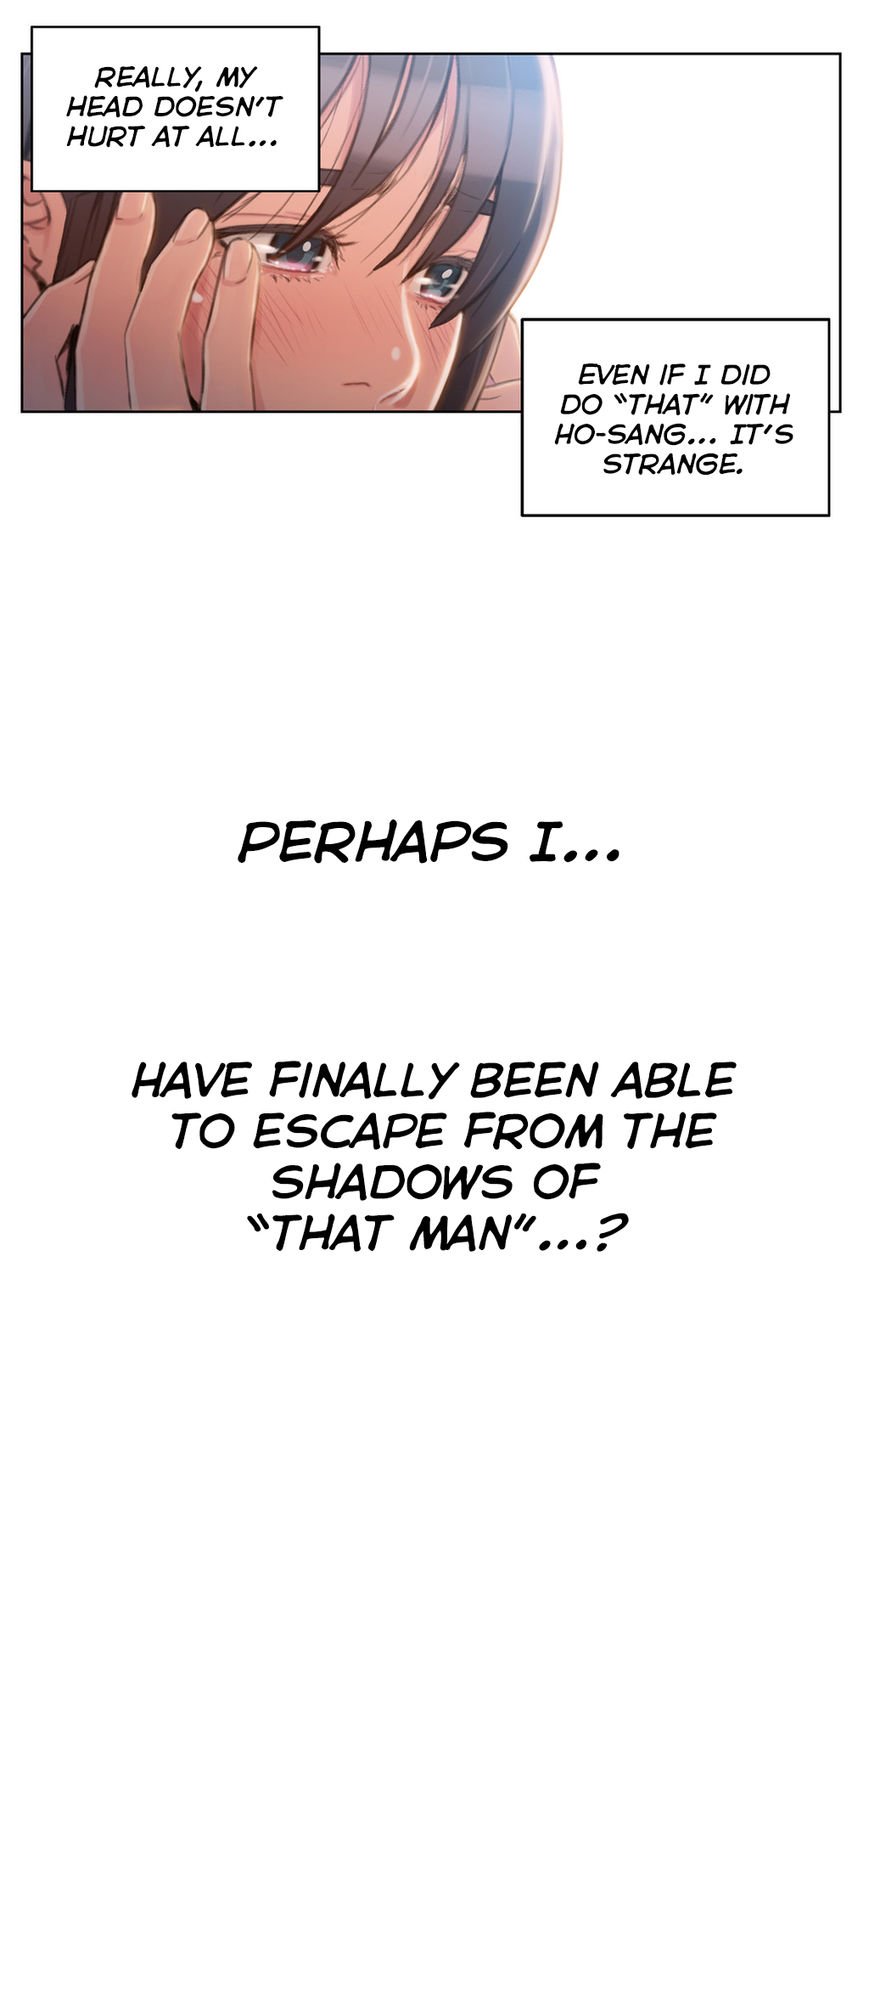 REALLY, MY
HEAD DOESN'T
HURT AT ALL...
EVEN IF I DID
DO "THAT" WITH
HO-SANG... IT'S
STRANGE.
PERHAPS I...
HAVE FINALLY BEEN ABLE
TO ESCAPE FROM THE
SHADOWS OF
"THAT MAN"...?